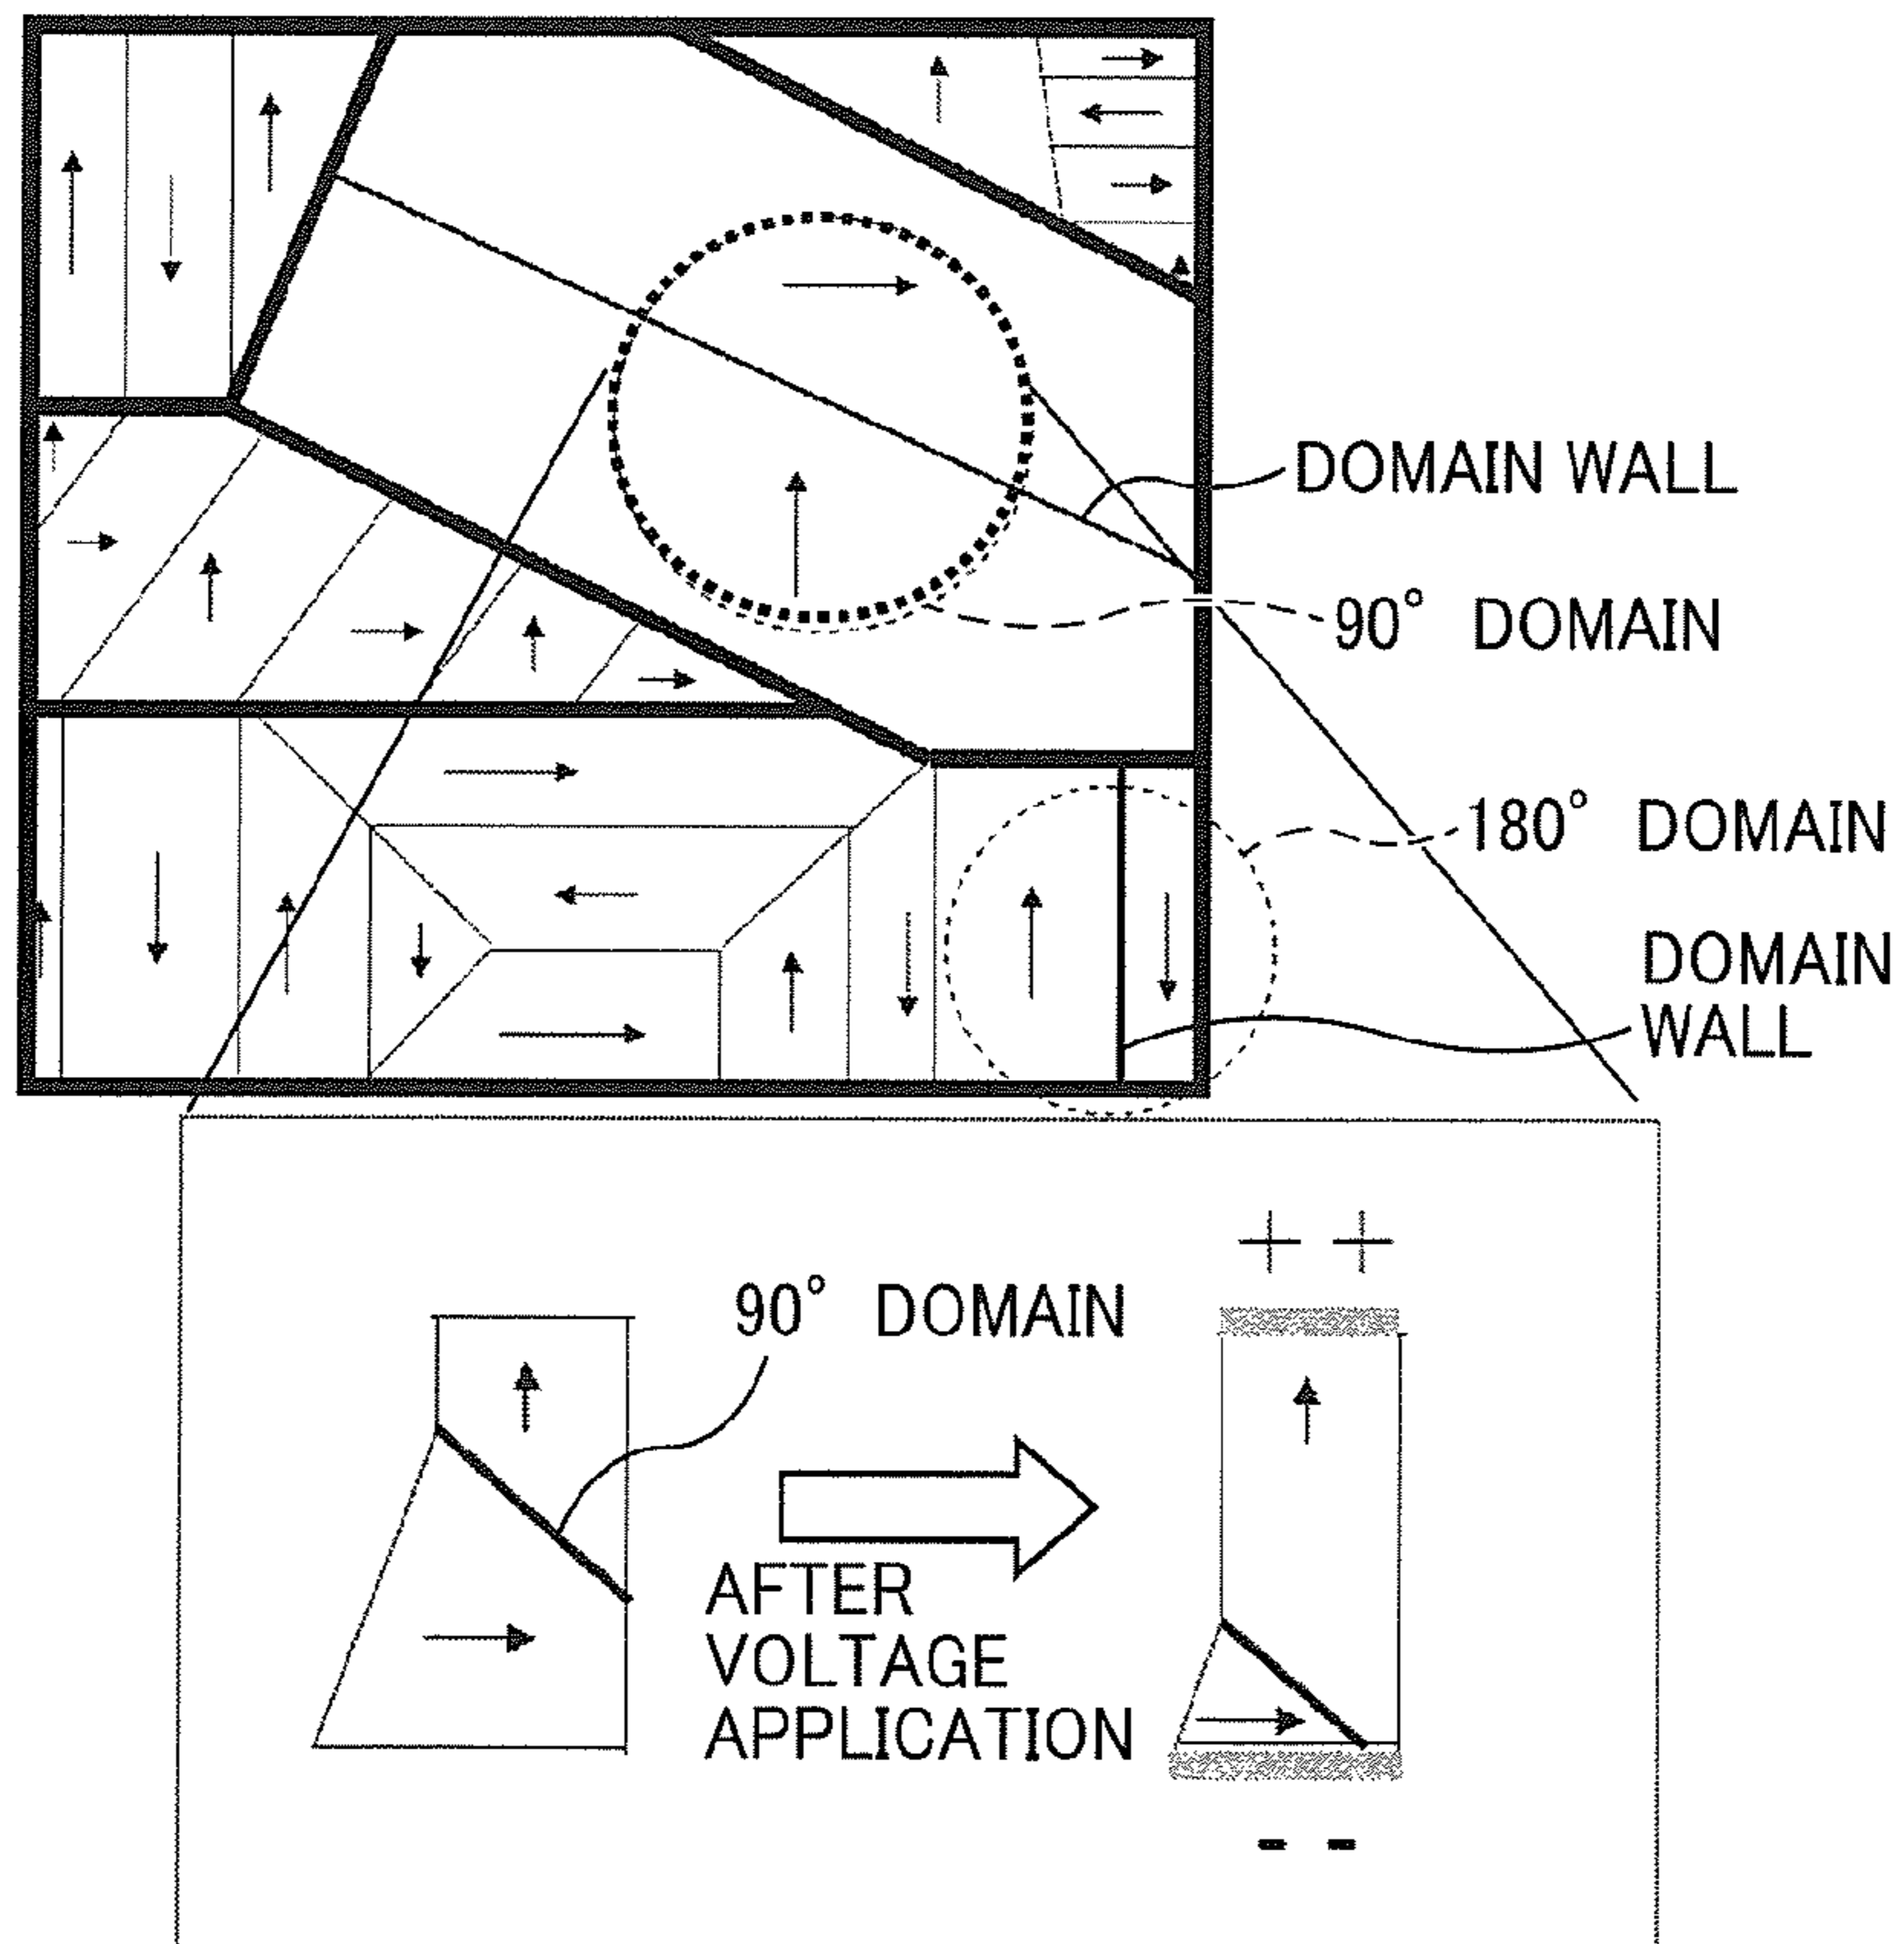 DOMAIN WALL
90° DOMAIN
180° DOMAIN
DOMAIN
WALL
+ +
90° DOMAIN
AFTER
VOLTAGE
APPLICATION
- -